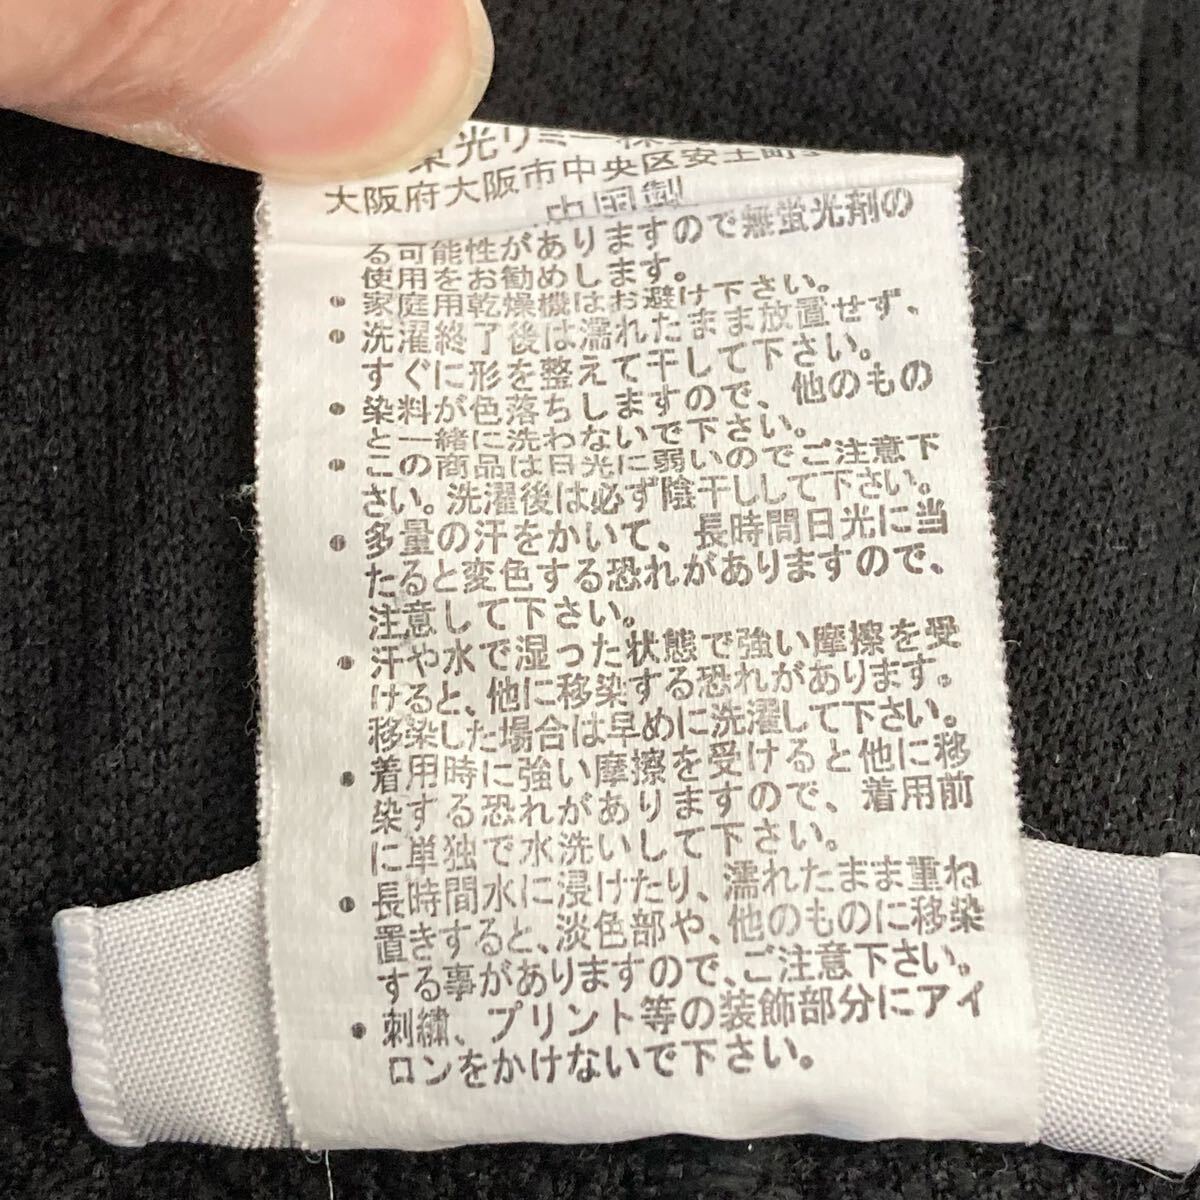 東光リミー株
大阪府大阪市中央区安土町
中国製
る可能性がありますので無蛍光剤の
使用をお勧めします。
・家庭用乾燥機はお避け下さい。
・洗濯終了後は濡れたまま放置せず、
すぐに形を整えて干して下さい。
・染料が色落ちしますので、他のもの
と一緒に洗わないで下さい。
・この商品は日光に弱いのでご注意下
さい。洗濯後は必ず陰干しして下さい。
・多量の汗をかいて、長時間日光に当
たると変色する恐れがありますので、
注意して下さい。
・汗や水で湿った状態で強い摩擦を受
けると、他に移染する恐れがあります。
移染した場合は早めに洗濯して下さい。
・着用時に強い摩擦を受けると他に移
染する恐れがありますので、着用前
に単独で水洗いして下さい。
・長時間水に浸けたり、濡れたまま重ね
置きすると、淡色部や、他のものに移染
する事がありますので、ご注意下さい。
・刺繍、プリント等の装飾部分にアイ
ロンをかけないで下さい。